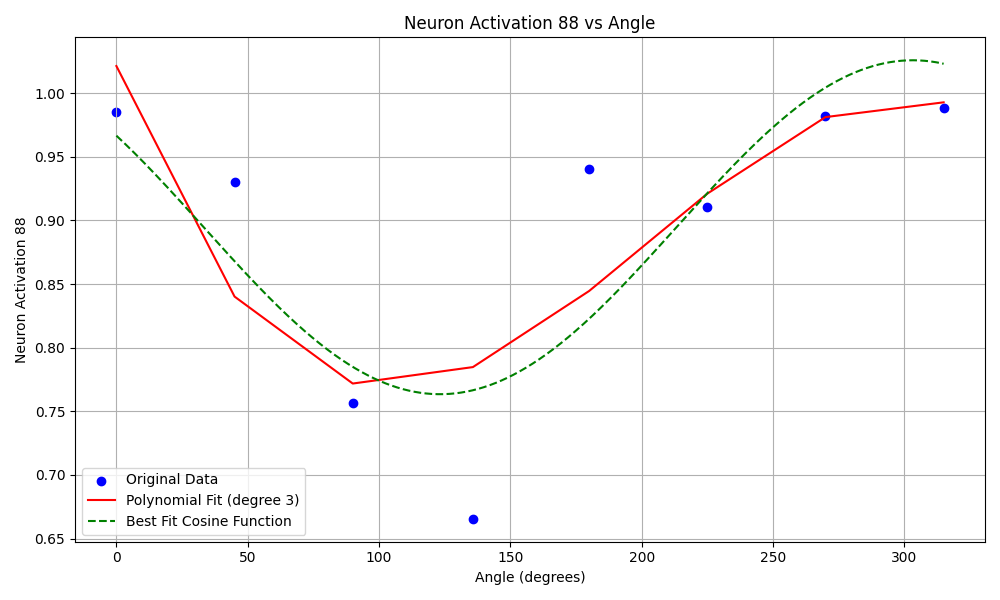 Neuron Activation 88 vs Angle
Neuron Activation 88
1.00
0.95
0.90
0.85
0.80
0.75
0.70
0.65
Original Data
Polynomial Fit (degree 3)
Best Fit Cosine Function
0 50 100 150 200 250 300
Angle (degrees)